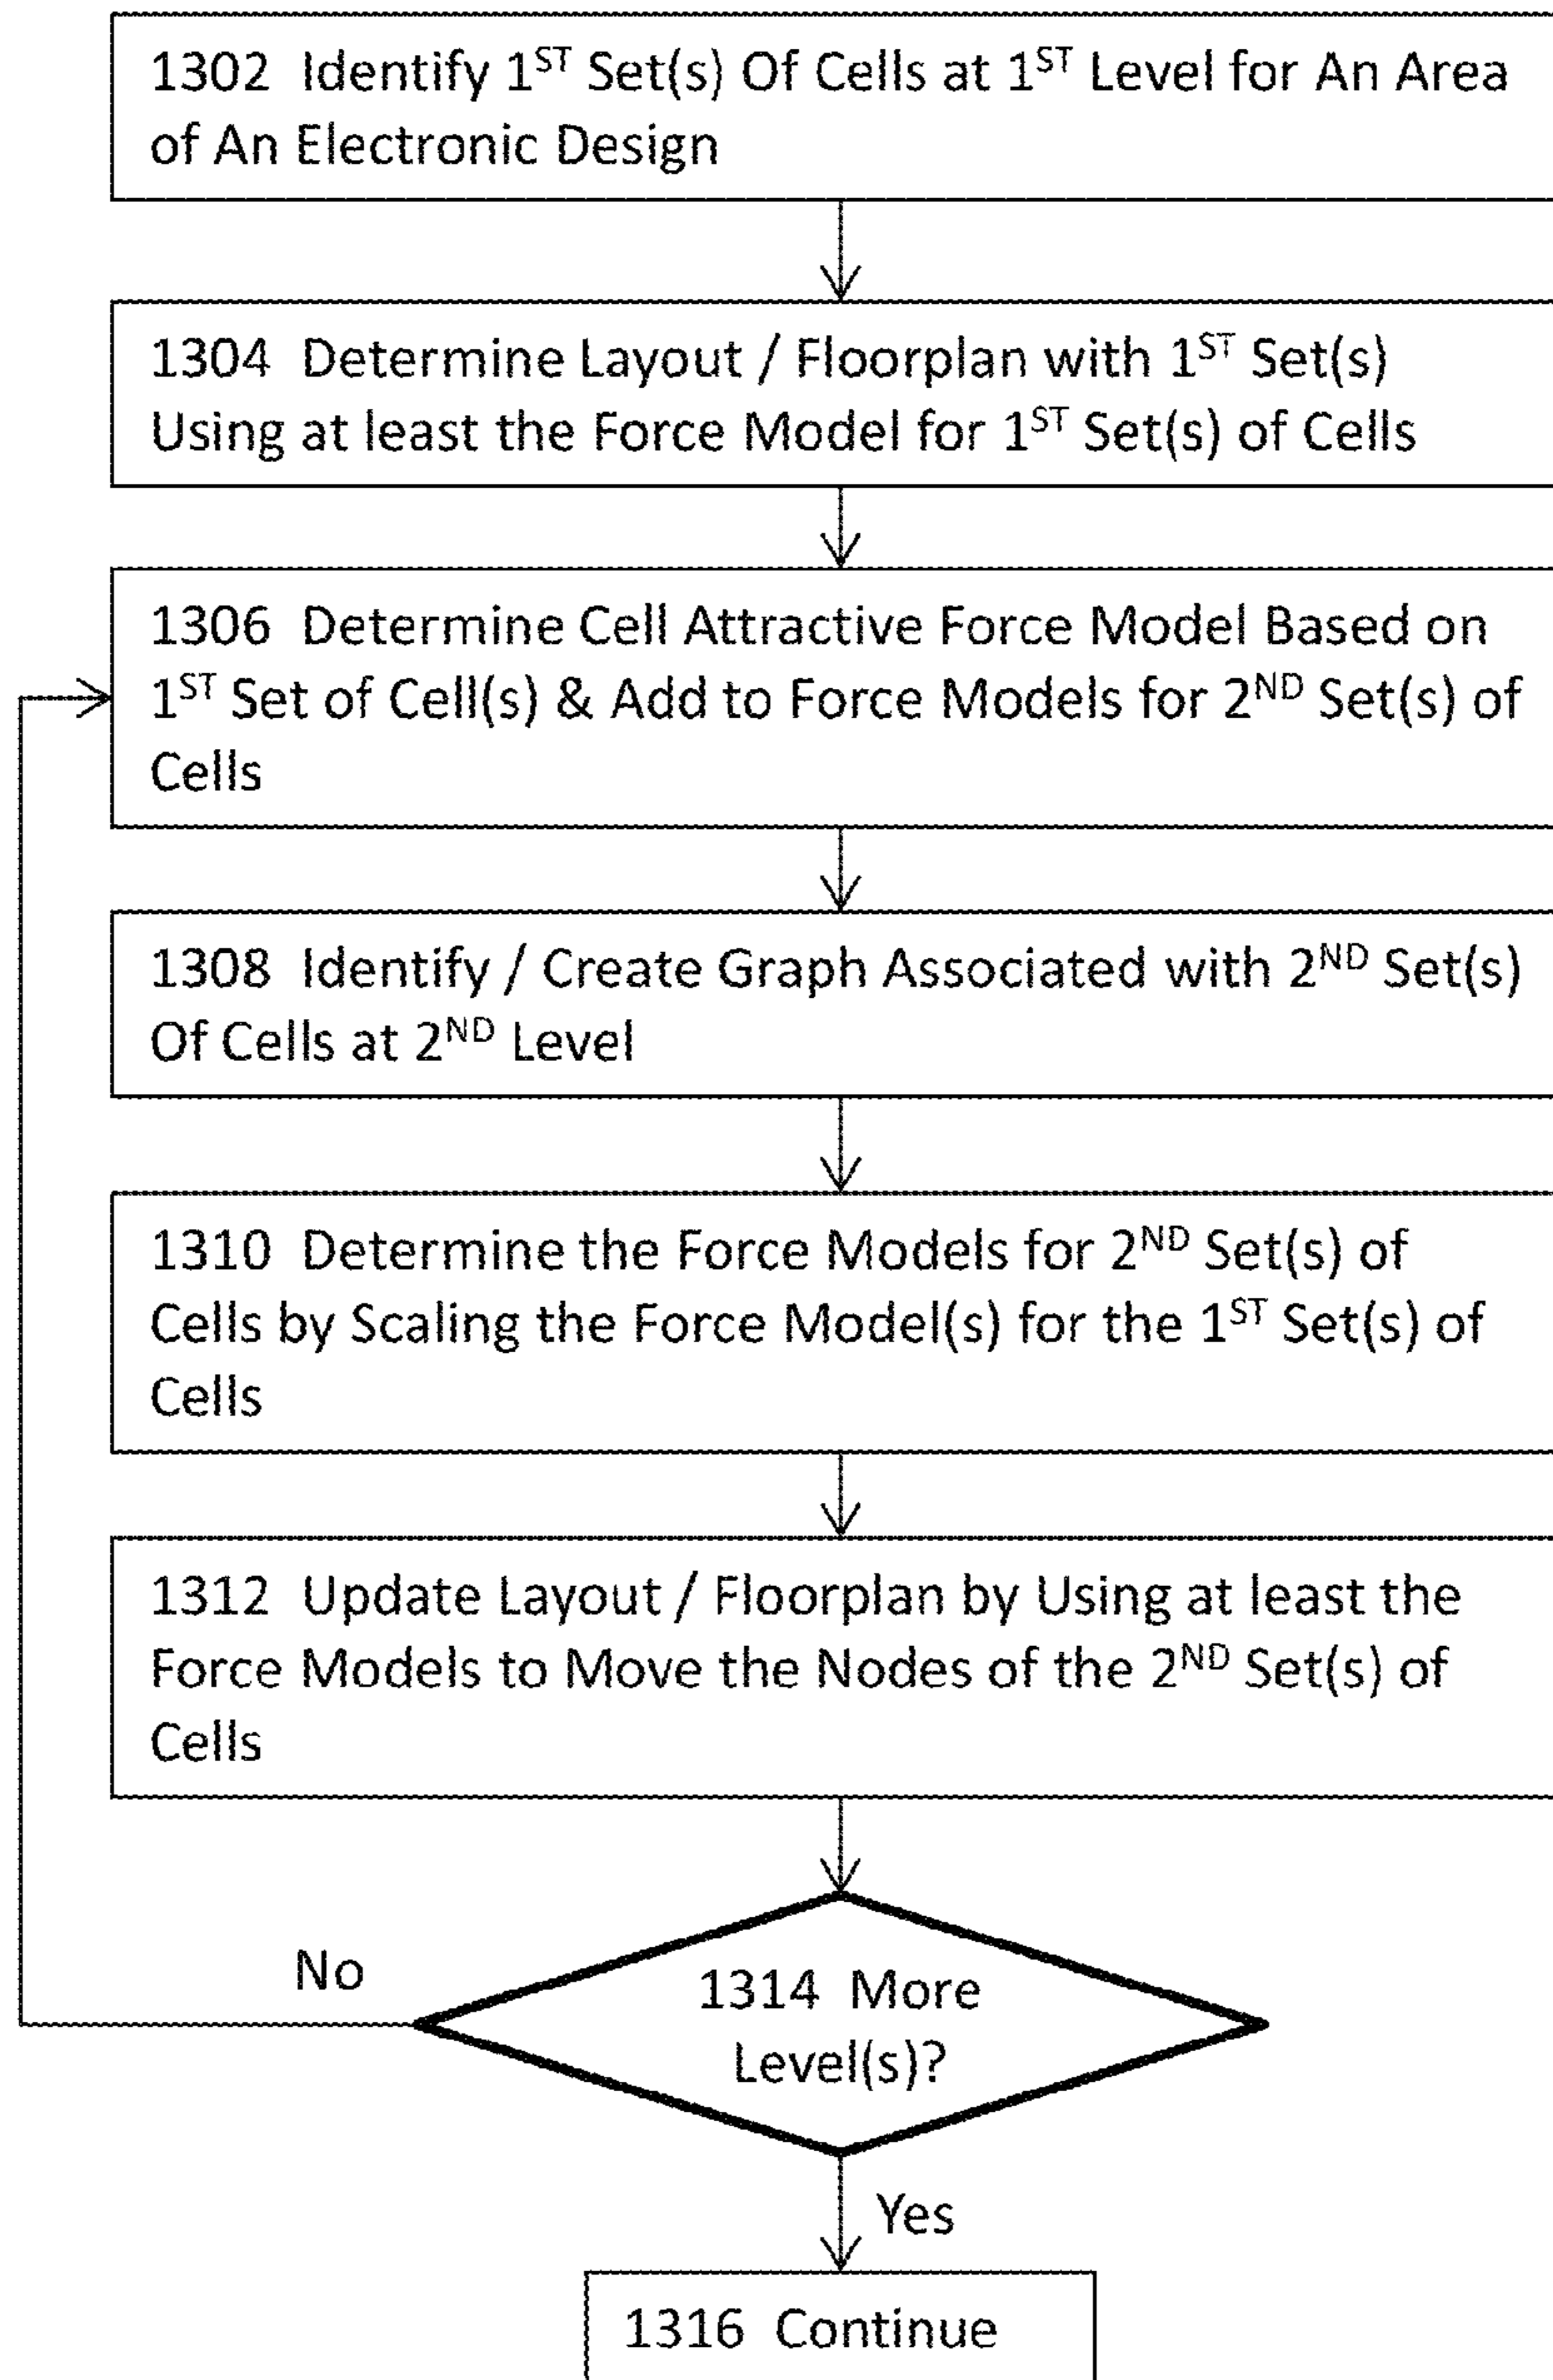 1302 Identify 1ST Set(s) Of Cells at 1ST Level for An Area
of An Electronic Design
1304 Determine Layout / Floorplan with 1ST Set(s)
Using at least the Force Model for 1ST Set(s) of Cells
1306 Determine Cell Attractive Force Model Based on
1ST Set of Cell(s) & Add to Force Models for 2ND Set(s) of
Cells
1308 Identify / Create Graph Associated with 2ND Set(s)
Of Cells at 2ND Level
1310 Determine the Force Models for 2ND Set(s) of
Cells by Scaling the Force Model(s) for the 1ST Set(s) of
Cells
1312 Update Layout / Floorplan by Using at least the
Force Models to Move the Nodes of the 2ND Set(s) of
Cells
No
1314 More
Level(s)?
Yes
1316 Continue